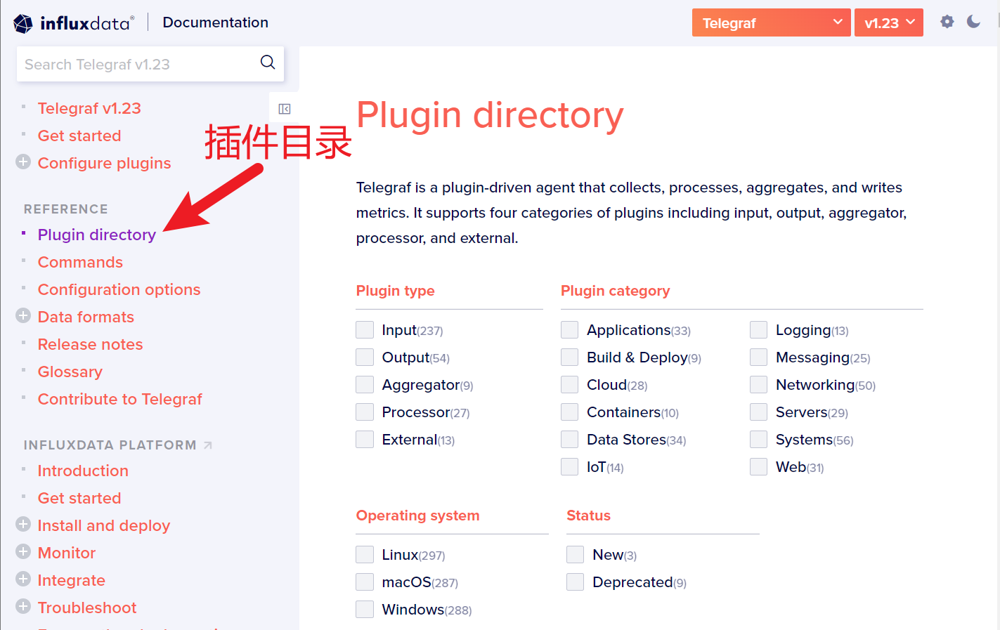 influxdata® Documentation
Telegraf
v1.23
Search Telegraf v1.23
Telegraf v1.23
Get started
Configure plugins
REFERENCE
Plugin directory
Commands
Configuration options
Data formats
Release notes
Glossary
Contribute to Telegraf
INFLUXDATA PLATFORM
Introduction
Get started
Install and deploy
Monitor
Integrate
Troubleshoot
插件目录
Plugin directory
Telegraf is a plugin-driven agent that collects, processes, aggregates, and writes
metrics. It supports four categories of plugins including input, output, aggregator,
processor, and external.
Plugin type
Input(237)
Output(54)
Aggregator(9)
Processor(27)
External(13)
Plugin category
Applications(33)
Build & Deploy(9)
Cloud(28)
Containers(10)
Data Stores(34)
IoT(14)
Logging(13)
Messaging(25)
Networking(50)
Servers(29)
Systems(56)
Web(31)
Operating system
Linux(297)
macOS(287)
Windows(288)
Status
New(3)
Deprecated(9)